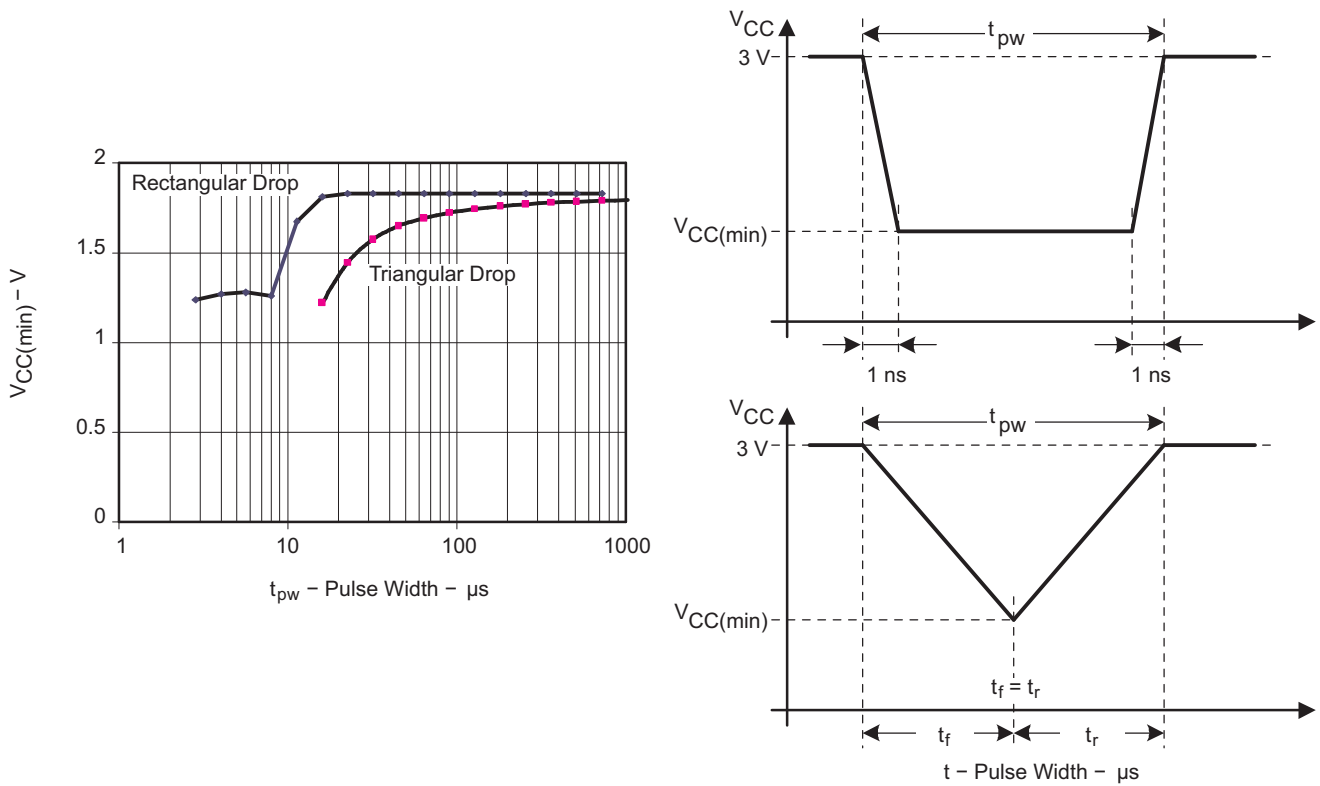 2
1.5
1
0.5
0
VCC(min) − V
Rectangular Drop
Triangular Drop
1
10
100
1000
tpw − Pulse Width − µs
VCC
3 V
tpw
VCC(min)
1 ns
1 ns
VCC
3 V
tpw
VCC(min)
tf = tr
tf
tr
t − Pulse Width − µs